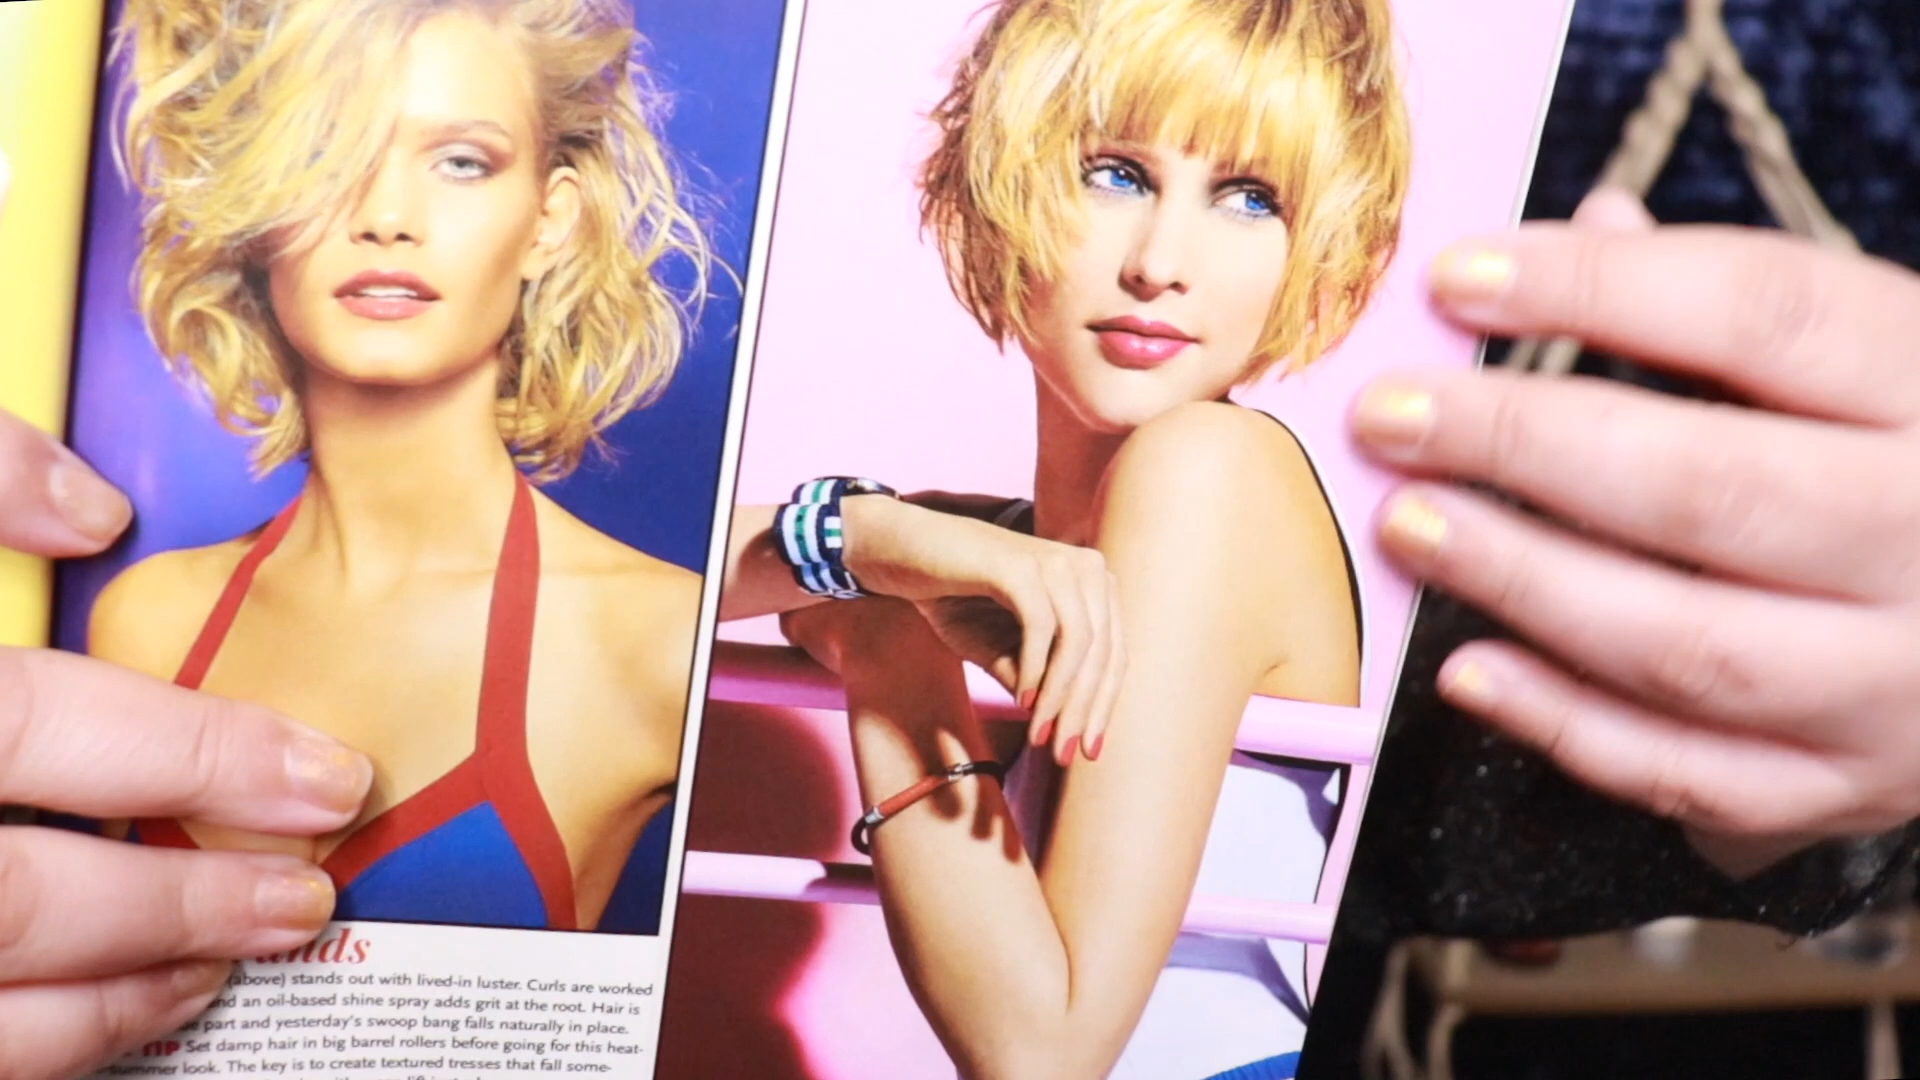 (above) stands out with lived-in luster. Curls are worked
and an oil-based shine spray adds grit at the root. Hair is
part and yesterday's swoop bang falls naturally in place.
TIP Set damp hair in big barrel rollers before going for this heat-
summer look. The key is to create textured tresses that fall some-